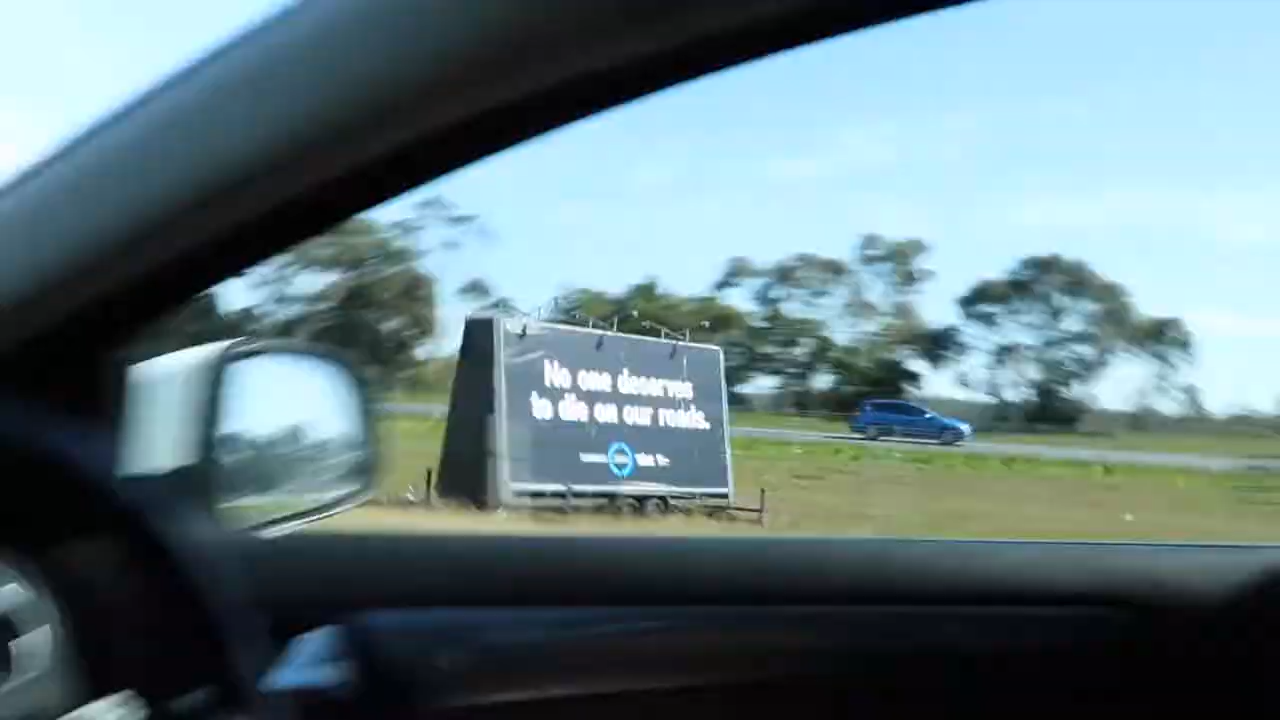 No one deserves
to die on our roads.